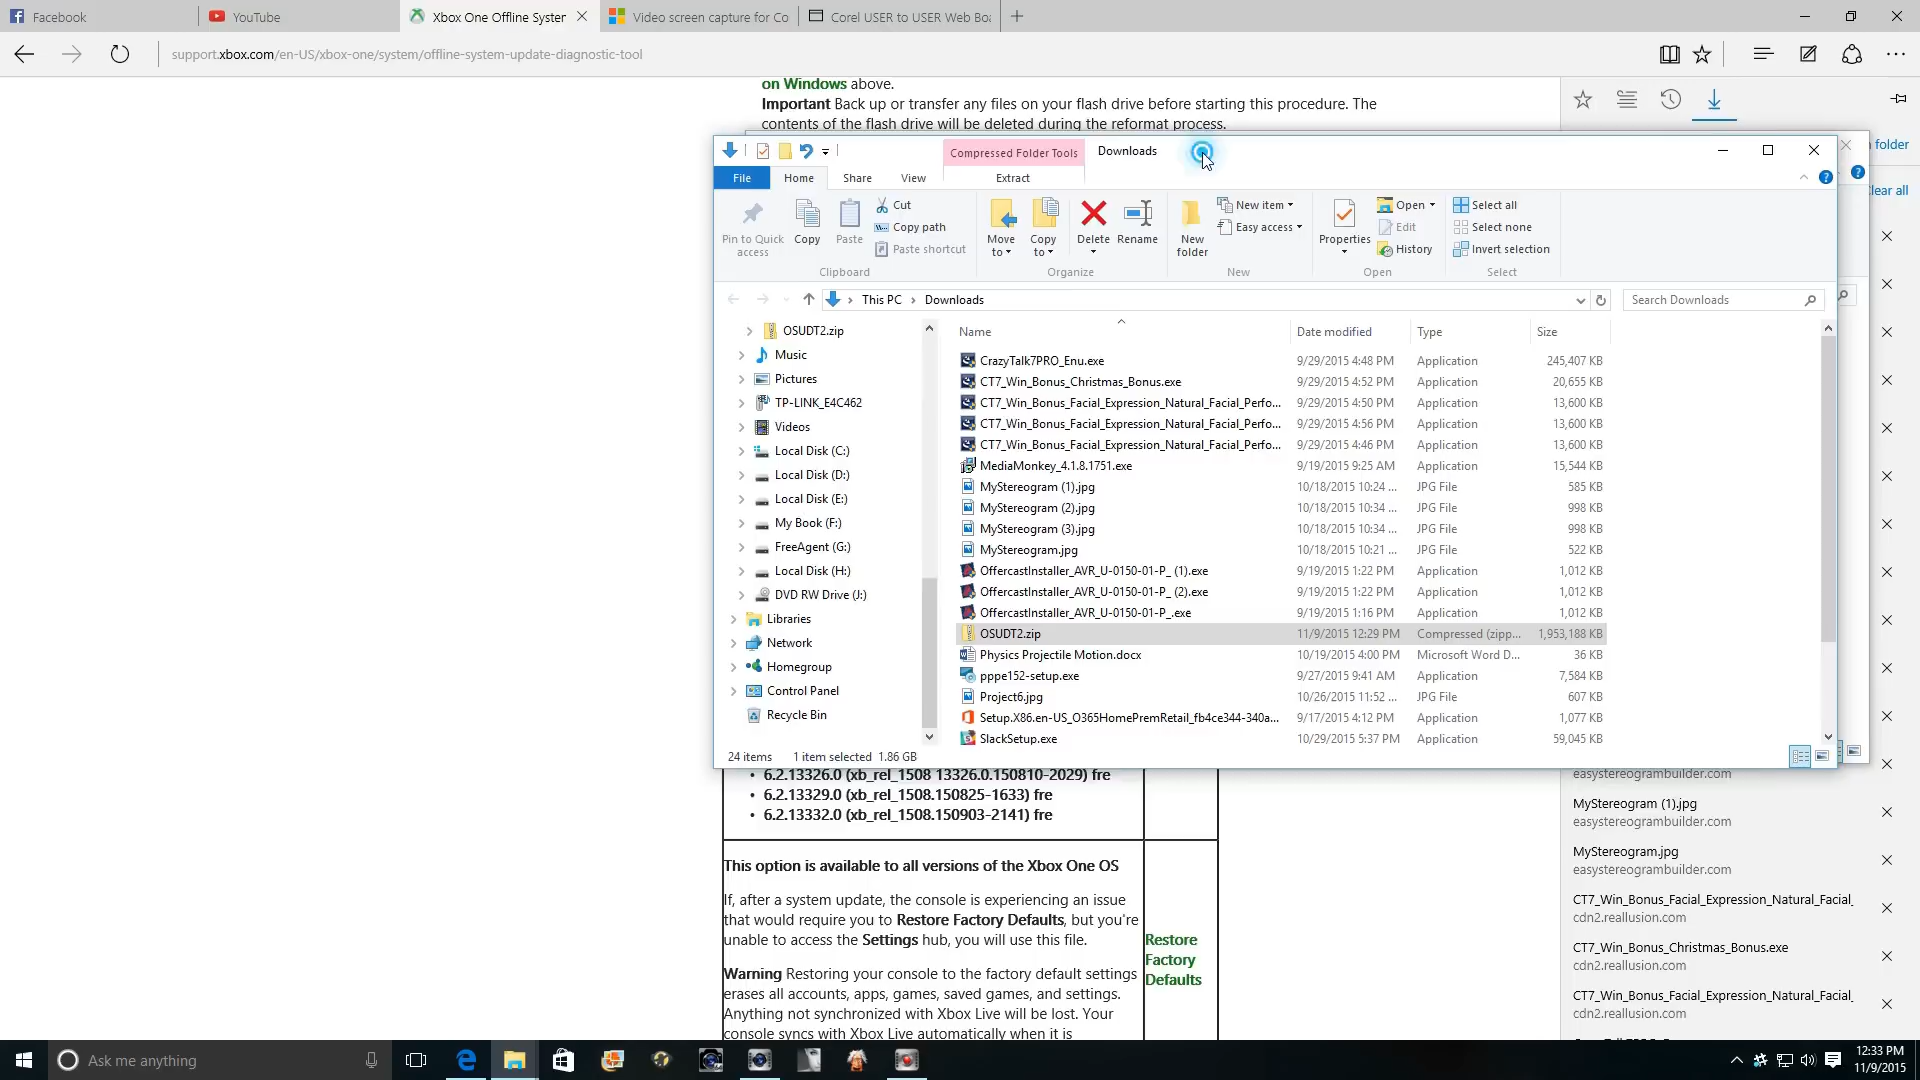 Facebook
YouTube
Xbox One Offline Syster
Video screen capture for Co
Corel USER to USER Web Boa
support.xbox.com/en-US/xbox-one/system/offline-system-update-diagnostic-tool
on Windows above.
Important Back up or transfer any files on your flash drive before starting this procedure. The
contents of the flash drive will be deleted during the reformat process.
folder
Clear all
Compressed Folder Tools
Downloads
File
Home
Share
View
Extract
Pin to Quick
access
Copy
Paste
Cut
Copy path
Paste shortcut
Clipboard
Move
to
Copy
to
Delete
Rename
Organize
New
folder
New item
Easy access
New
Properties
Open
Edit
History
Open
Select all
Select none
Invert selection
Select
This PC
Downloads
Search Downloads
OSUDT2.zip
Music
Pictures
TP-LINK_E4C462
Videos
Local Disk (C:)
Local Disk (D:)
Local Disk (E:)
My Book (F:)
FreeAgent (G:)
Local Disk (H:)
DVD RW Drive (J:)
Libraries
Network
Homegroup
Control Panel
Recycle Bin
Name Date modified Type Size
CrazyTalk7PRO_Enu.exe 9/29/2015 4:48 PM Application 245,407 KB
CT7_Win_Bonus_Christmas_Bonus.exe 9/29/2015 4:52 PM Application 20,655 KB
CT7_Win_Bonus_Facial_Expression_Natural_Facial_Perfo... 9/29/2015 4:50 PM Application 13,600 KB
CT7_Win_Bonus_Facial_Expression_Natural_Facial_Perfo... 9/29/2015 4:56 PM Application 13,600 KB
CT7_Win_Bonus_Facial_Expression_Natural_Facial_Perfo... 9/29/2015 4:46 PM Application 13,600 KB
MediaMonkey_4.1.8.1751.exe 9/19/2015 9:25 AM Application 15,544 KB
MyStereogram (1).jpg 10/18/2015 10:24 ... JPG File 585 KB
MyStereogram (2).jpg 10/18/2015 10:34 ... JPG File 998 KB
MyStereogram (3).jpg 10/18/2015 10:34 ... JPG File 998 KB
MyStereogram.jpg 10/18/2015 10:21 ... JPG File 522 KB
OffercastInstaller_AVR_U-0150-01-P_ (1).exe 9/19/2015 1:22 PM Application 1,012 KB
OffercastInstaller_AVR_U-0150-01-P_ (2).exe 9/19/2015 1:22 PM Application 1,012 KB
OffercastInstaller_AVR_U-0150-01-P_.exe 9/19/2015 1:16 PM Application 1,012 KB
OSUDT2.zip 11/9/2015 12:29 PM Compressed (zipp... 1,953,188 KB
Physics Projectile Motion.docx 10/19/2015 4:00 PM Microsoft Word D... 36 KB
pppe152-setup.exe 9/27/2015 9:41 AM Application 7,584 KB
Project6.jpg 10/26/2015 11:52 ... JPG File 607 KB
Setup.X86.en-US_O365HomePremRetail_fb4ce344-340a... 9/17/2015 4:12 PM Application 1,077 KB
SlackSetup.exe 10/29/2015 5:37 PM Application 59,045 KB
24 items 1 item selected 1.86 GB
• 6.2.13326.0 (xb_rel_1508 13326.0.150810-2029) fre
• 6.2.13329.0 (xb_rel_1508.150825-1633) fre
• 6.2.13332.0 (xb_rel_1508.150903-2141) fre
This option is available to all versions of the Xbox One OS
If, after a system update, the console is experiencing an issue
that would require you to Restore Factory Defaults, but you're
unable to access the Settings hub, you will use this file.
Warning Restoring your console to the factory default settings
erases all accounts, apps, games, saved games, and settings.
Anything not synchronized with Xbox Live will be lost. Your
console syncs with Xbox Live automatically when it is
Restore
Factory
Defaults
easystereogrambuilder.com
MyStereogram (1).jpg
easystereogrambuilder.com
MyStereogram.jpg
easystereogrambuilder.com
CT7_Win_Bonus_Facial_Expression_Natural_Facial_
cdn2.reallusion.com
CT7_Win_Bonus_Christmas_Bonus.exe
cdn2.reallusion.com
CT7_Win_Bonus_Facial_Expression_Natural_Facial_
cdn2.reallusion.com
Ask me anything
12:33 PM
11/9/2015